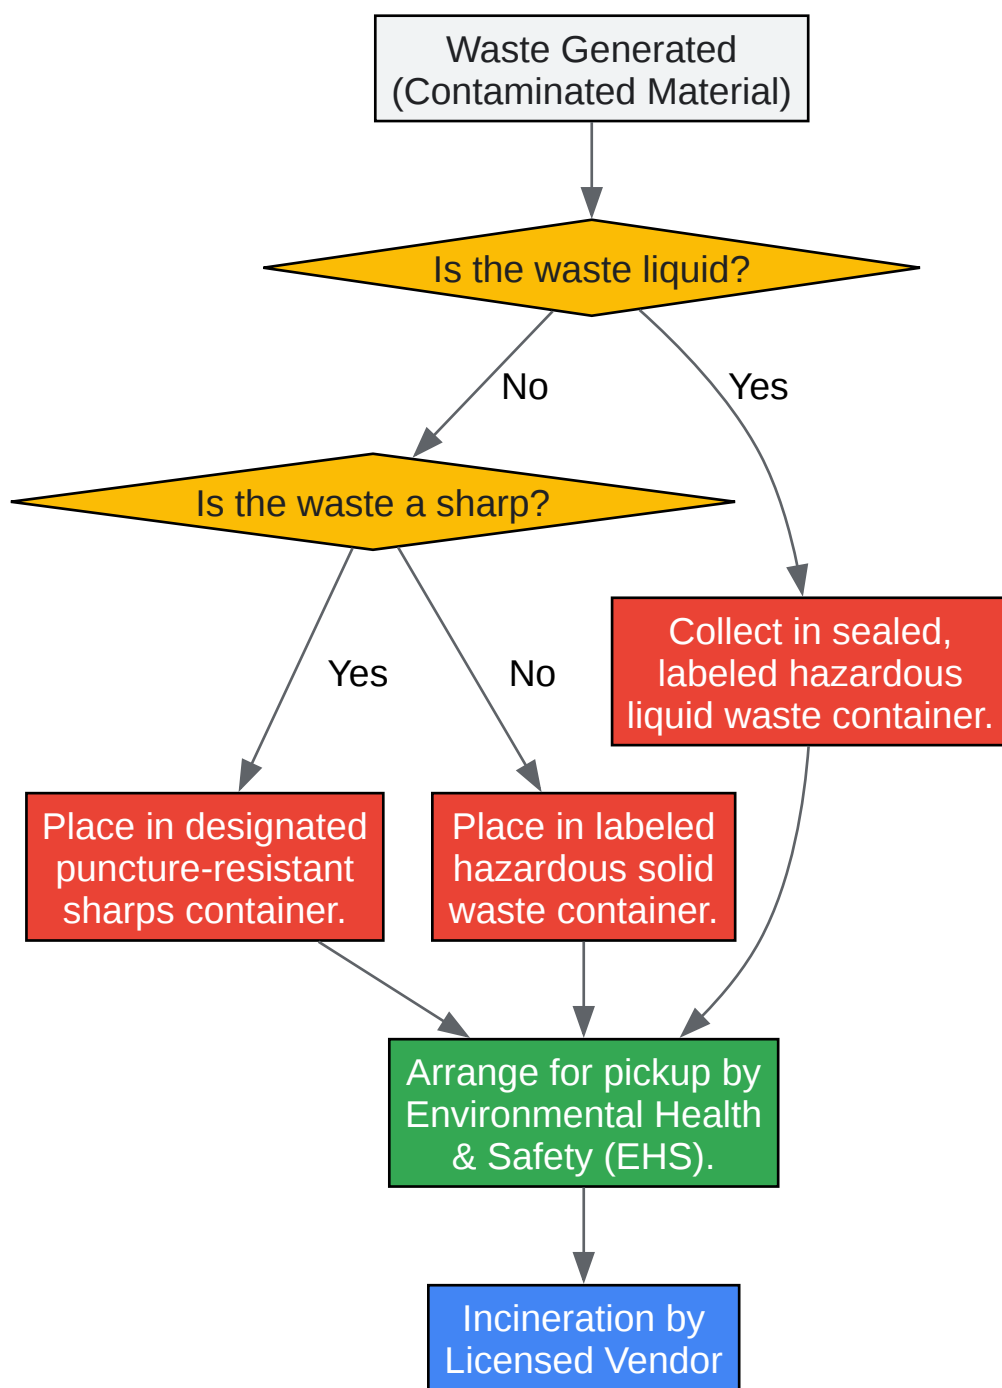 Waste Generated
(Contaminated Material)
Is the waste liquid?
No
Yes
Is the waste a sharp?
Yes
No
Collect in sealed,
labeled hazardous
liquid waste container.
Place in designated
puncture-resistant
sharps container.
Place in labeled
hazardous solid
waste container.
Arrange for pickup by
Environmental Health
& Safety (EHS).
Incineration by
Licensed Vendor